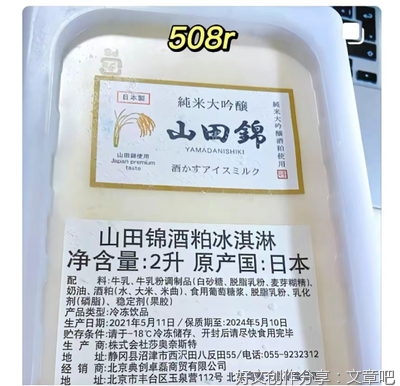 508r
日本製
純米大吟醸
山田錦
YAMADANISHIKI
山田錦使用
Japan premium
taste
酒かすアイスミルク
純米大吟醸酒粕使用
山田锦酒粕冰淇淋
净含量:2升 原产国:日本
配料:牛乳、牛乳粉调制品(白砂糖、脱脂乳粉、麦芽糊精)、
奶油、酒粕(水、大米、米曲)、食用葡萄糖浆、脱脂乳粉、乳化
剂(磷脂)、稳定剂(果胶)
产品类型:冷冻饮品
生产日期:2021年5月11日/保质期至:2024年5月10日
贮存条件:请于-18℃冷冻储存、开封后请尽快食用完毕
生产商:株式会社莎奥奈斯特
地址:静冈县沼津市西沢田八反田55/电话:055-9232312
经销商:北京典创卓磊商贸有限公司
地址:北京市丰台区玉泉营112号
好文创作分享:文章吧